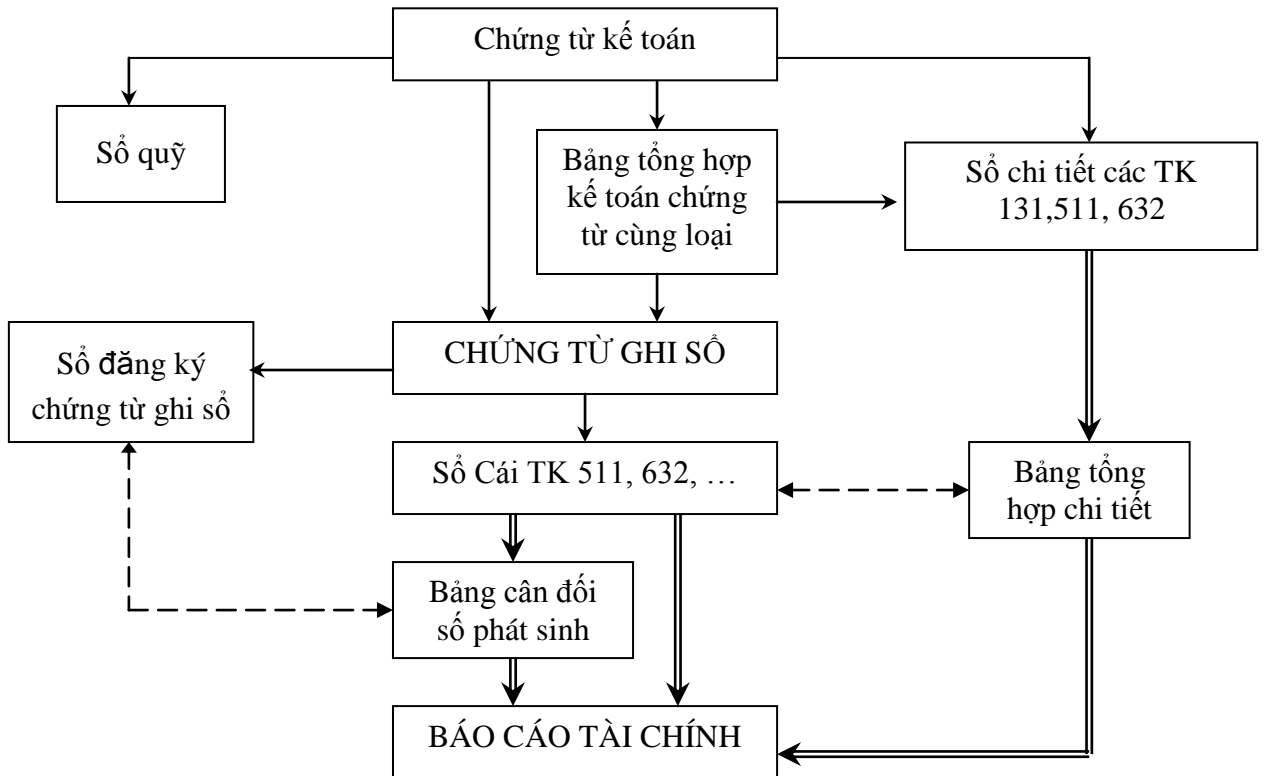 Chứng từ kế toán
Sổ quỹ
Bảng tổng hợp
kế toán chứng
từ cùng loại
Sổ chi tiết các TK
131,511, 632
Sổ đăng ký
chứng từ ghi sổ
CHỨNG TỪ GHI SỔ
Sổ Cái TK 511, 632, …
Bảng tổng
hợp chi tiết
Bảng cân đối
số phát sinh
BÁO CÁO TÀI CHÍNH